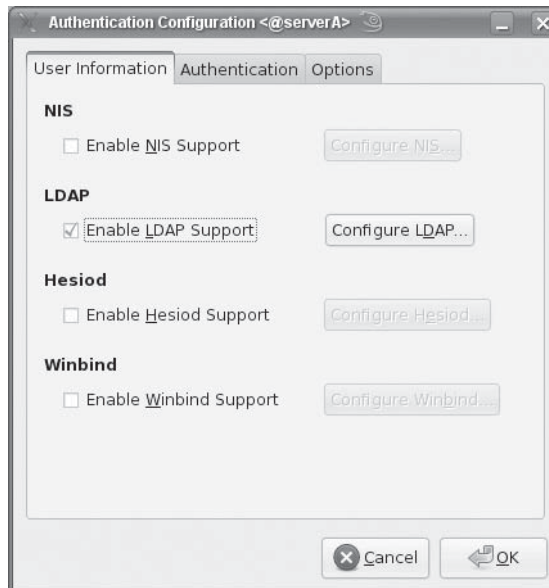 Authentication Configuration <@serverA>
User Information Authentication Options
NIS
Enable NIS Support Configure NIS...
LDAP
Enable LDAP Support Configure LDAP...
Hesiod
Enable Hesiod Support Configure Hesiod...
Winbind
Enable Winbind Support Configure Winbind...
Cancel OK